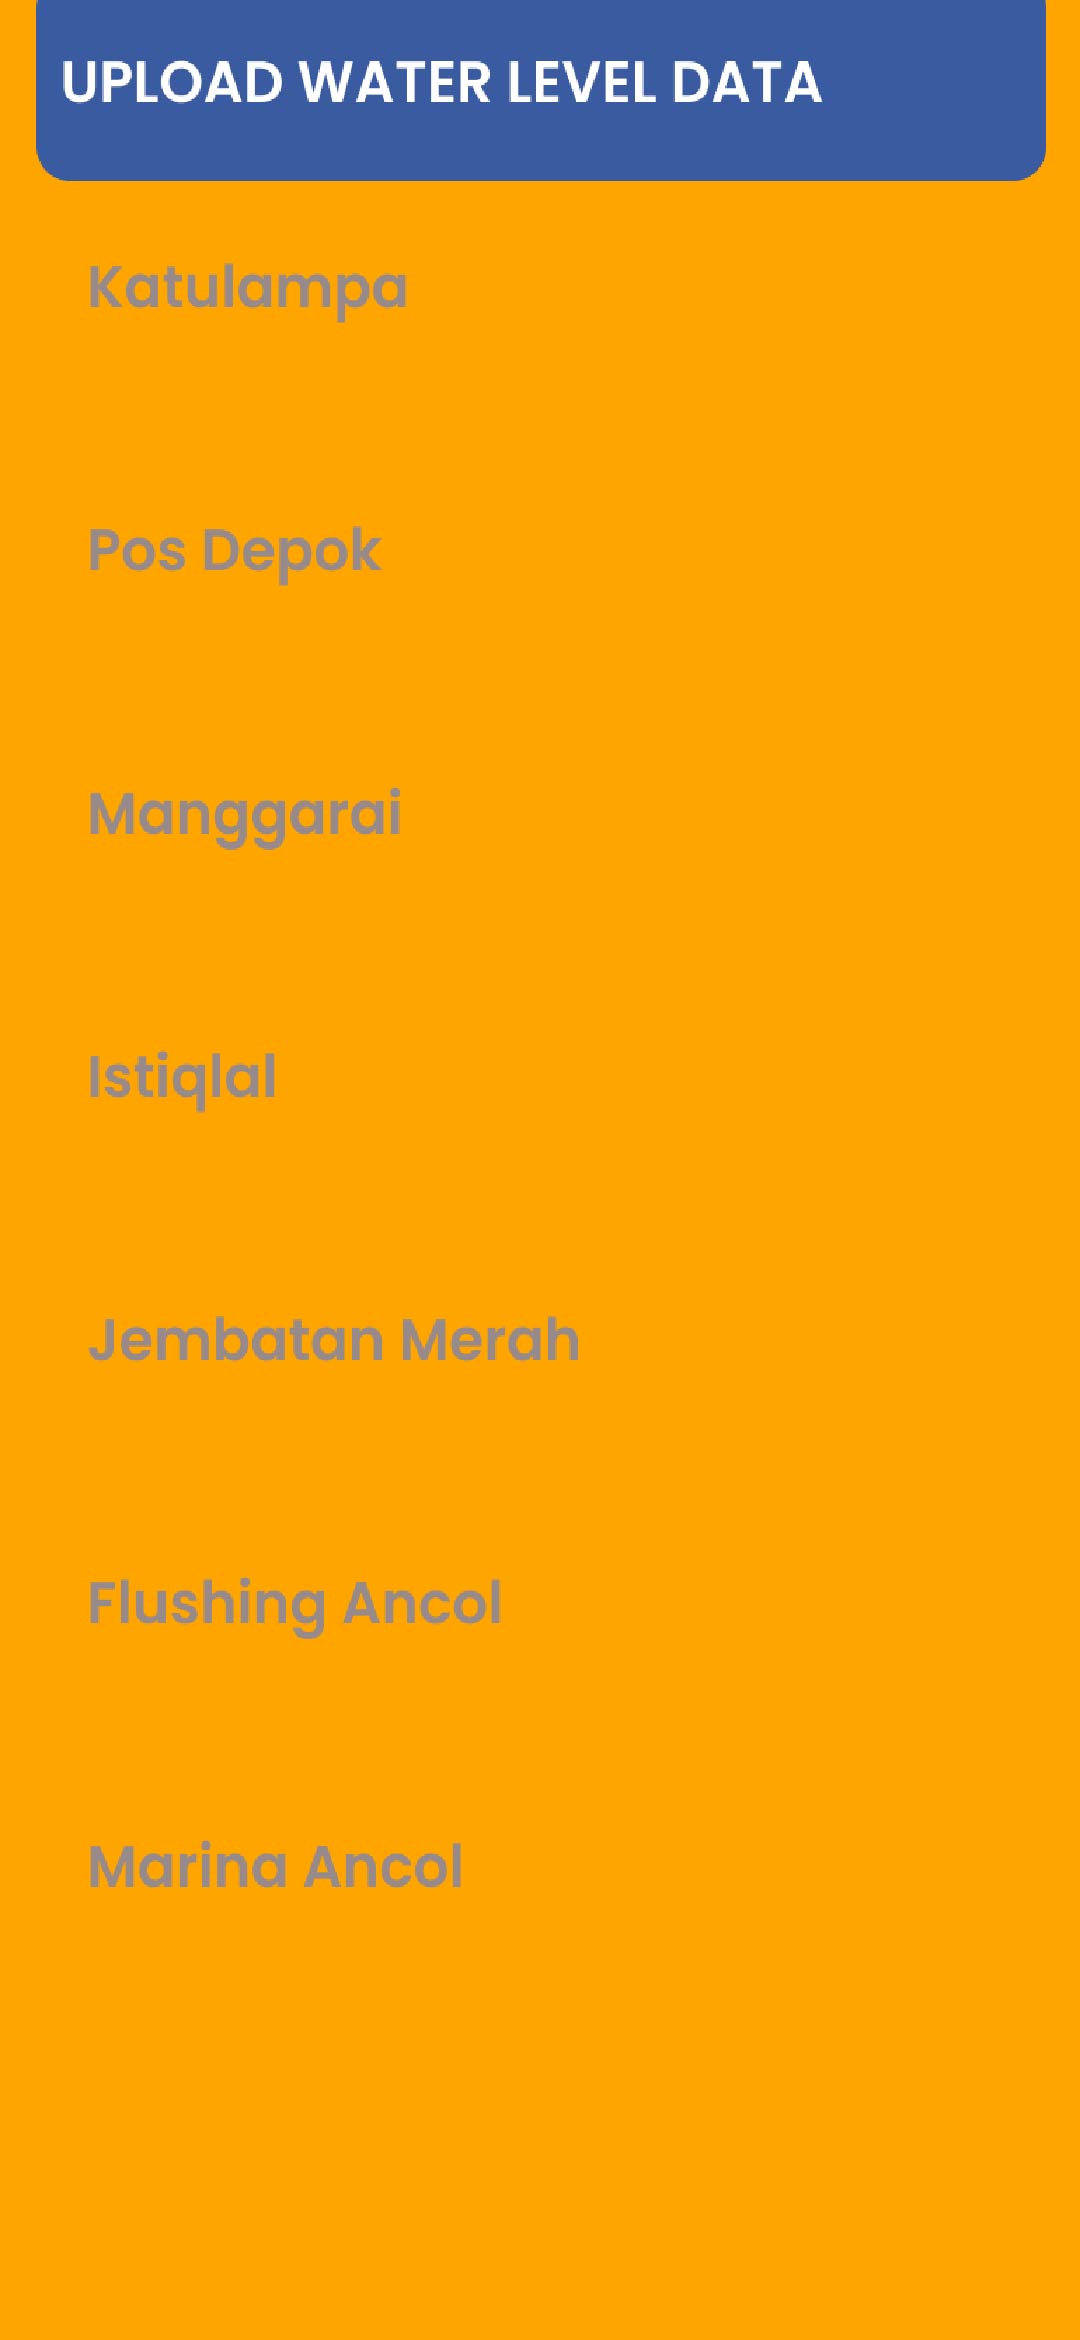 UPLOAD WATER LEVEL DATA
Katulampa
Pos Depok
Manggarai
Istiqlal
Jembatan Merah
Flushing Ancol
Marina Ancol